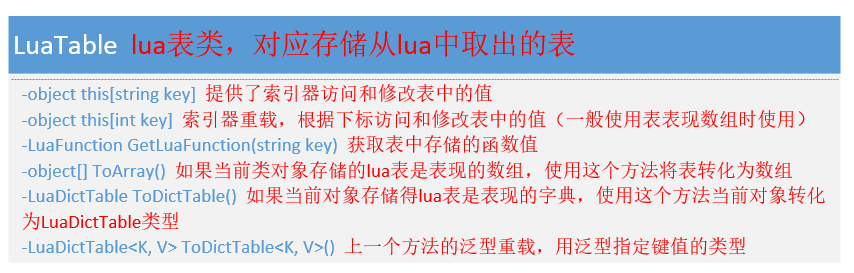 LuaTable lua表类，对应存储从lua中取出的表
-object this[string key] 提供了索引器访问和修改表中的值
-object this[int key] 索引器重载，根据下标访问和修改表中的值（一般使用表表现数组时使用）
-LuaFunction GetLuaFunction(string key) 获取表中存储的函数值
-object[] ToArray() 如果当前类对象存储的lua表是表现的数组，使用这个方法将表转化为数组
-LuaDictTable ToDictTable() 如果当前对象存储得lua表是表现的字典，使用这个方法当前对象转化
为LuaDictTable类型
-LuaDictTable<K, V> ToDictTable<K, V>() 上一个方法的泛型重载，用泛型指定键值的类型